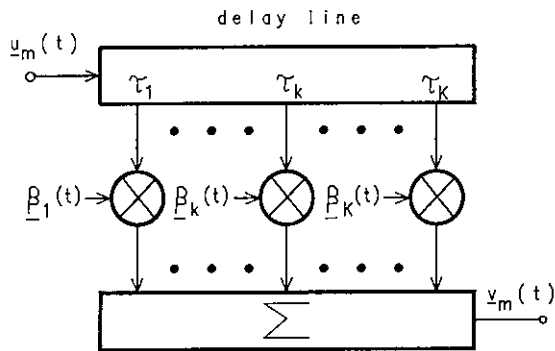 delay line
u_m(t)
τ_1 τ_k τ_K
β_1(t) β_k(t) β_K(t)
v_m(t)
Σ